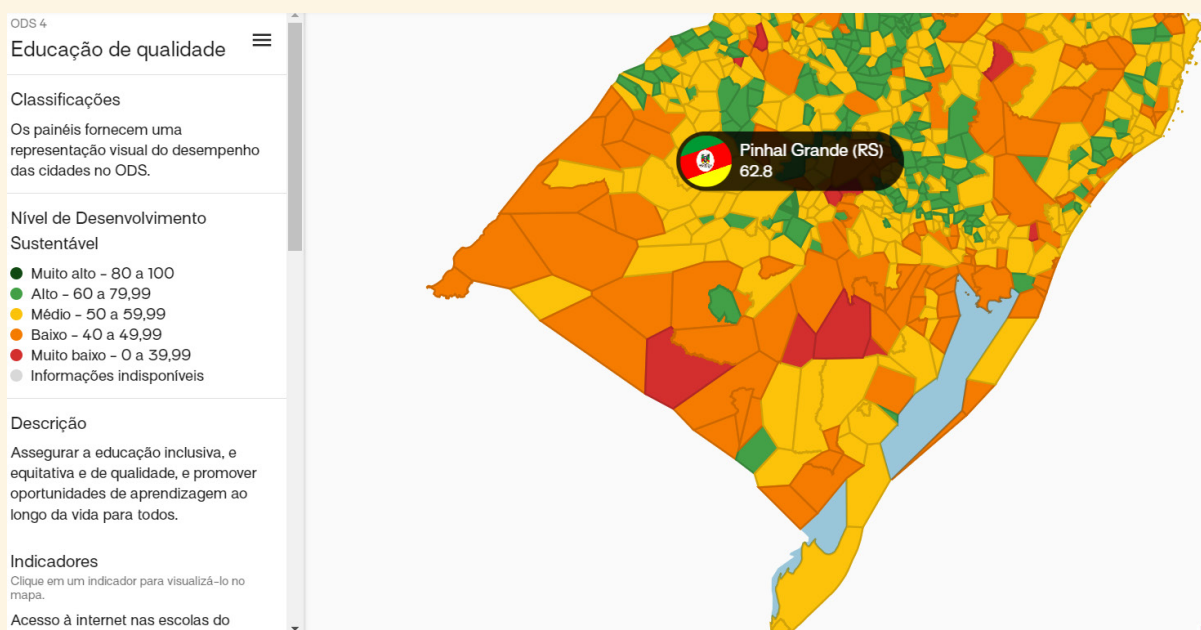 ODS 4
Educação de qualidade
Classificações
Os painéis fornecem uma
representação visual do desempenho
das cidades no ODS.
Nível de Desenvolvimento
Sustentável
Muito alto - 80 a 100
Alto - 60 a 79,99
Médio - 50 a 59,99
Baixo - 40 a 49,99
Muito baixo - 0 a 39,99
Informações indisponíveis
Descrição
Assegurar a educação inclusiva, e
equitativa e de qualidade, e promover
oportunidades de aprendizagem ao
longo da vida para todos.
Indicadores
Clique em um indicador para visualizá-lo no
mapa.
Acesso à internet nas escolas do
Pinhal Grande (RS)
62.8